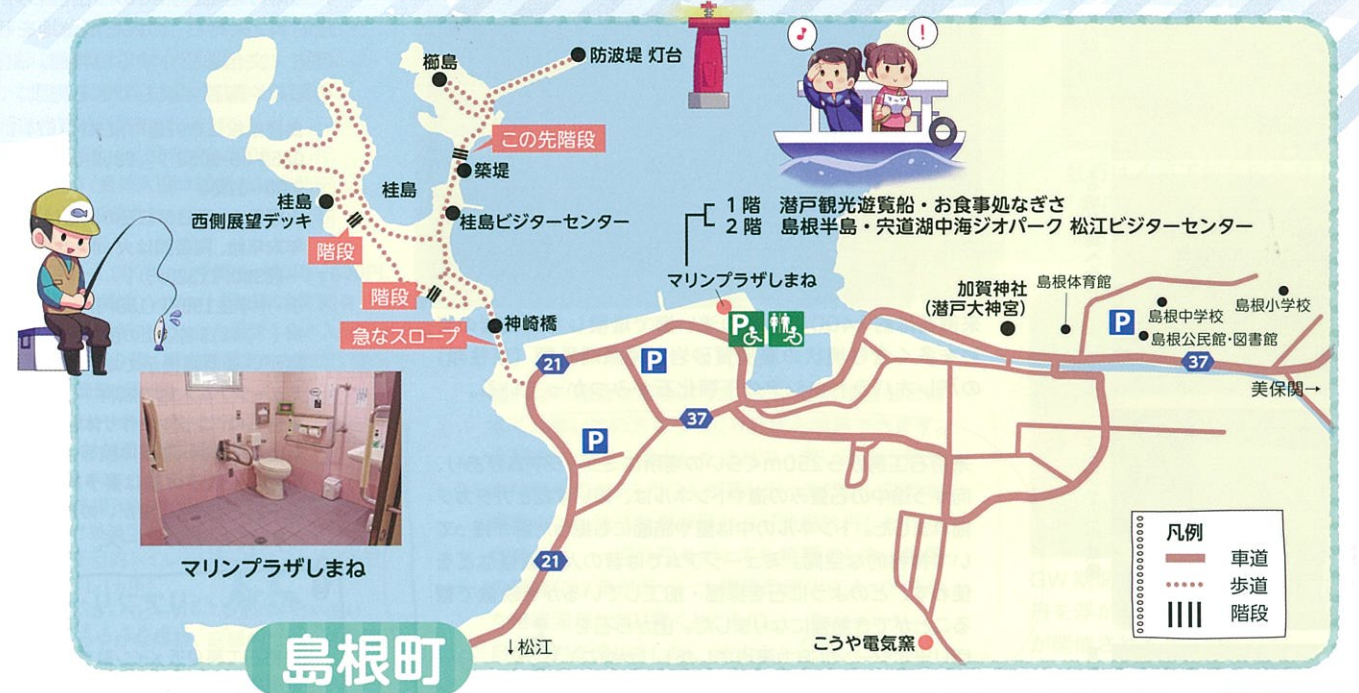 櫛島
防波堤 灯台
♪
!
この先階段
築堤
桂島
桂島
西側展望デッキ
桂島ビジターセンター
階段
階段
急なスロープ
神崎橋
1階 潜戸観光遊覧船・お食事処なぎさ
2階 島根半島・宍道湖中海ジオパーク 松江ビジターセンター
マリンプラザしまね
加賀神社
(潜戸大神宮)
島根体育館
島根中学校
島根小学校
島根公民館・図書館
P
P
P
P
21
37
37
21
美保関→
マリンプラザしまね
凡例
車道
歩道
階段
こうや電気窯
↓松江
島根町